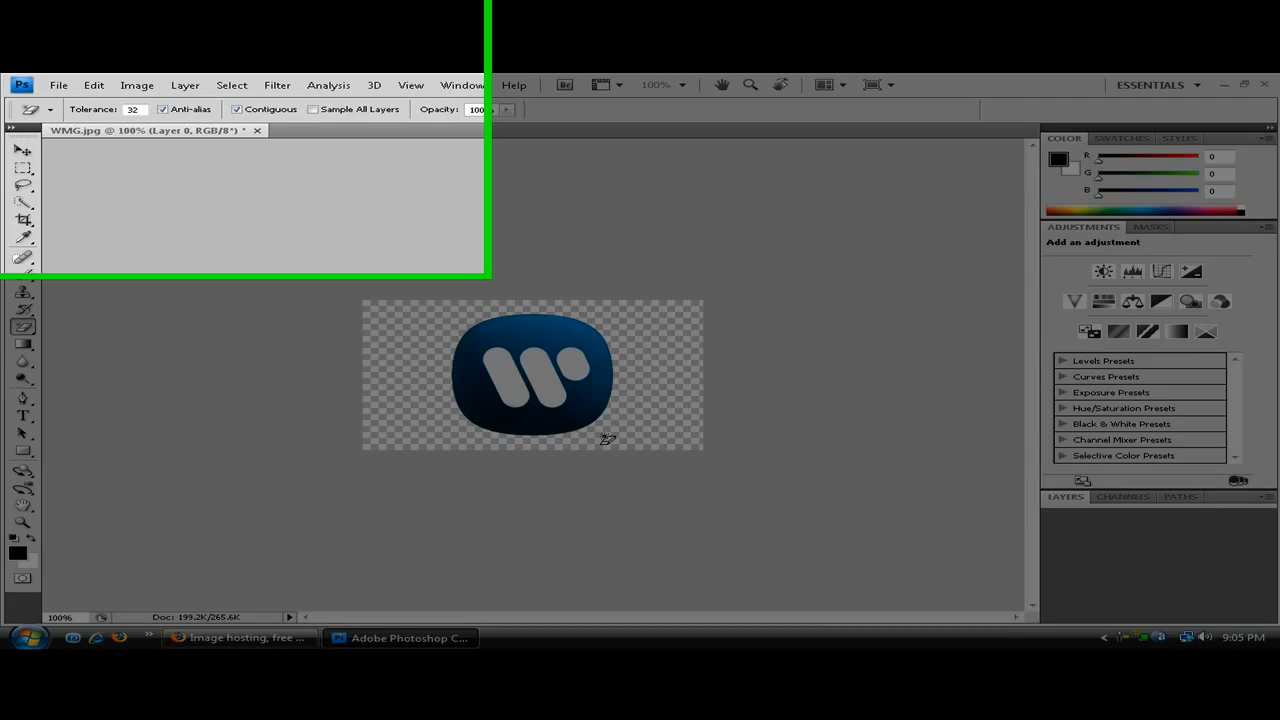 Ps File Edit Image Layer Select Filter Analysis 3D View Window Help Br 100% ESSENTIALS
Tolerance: 32 Anti-alias Contiguous Sample All Layers Opacity: 100%
WMG.jpg @ 100% (Layer 0, RGB/8*) *
COLOR SWATCHES STYLES
R 0
G 0
B 0
ADJUSTMENTS MASKS
Add an adjustment
Levels Presets
Curves Presets
Exposure Presets
Hue/Saturation Presets
Black & White Presets
Channel Mixer Presets
Selective Color Presets
LAYERS CHANNELS PATHS
100% Doc: 199.2K/265.6K
Image hosting, free ... Ps Adobe Photoshop C... 9:05 PM